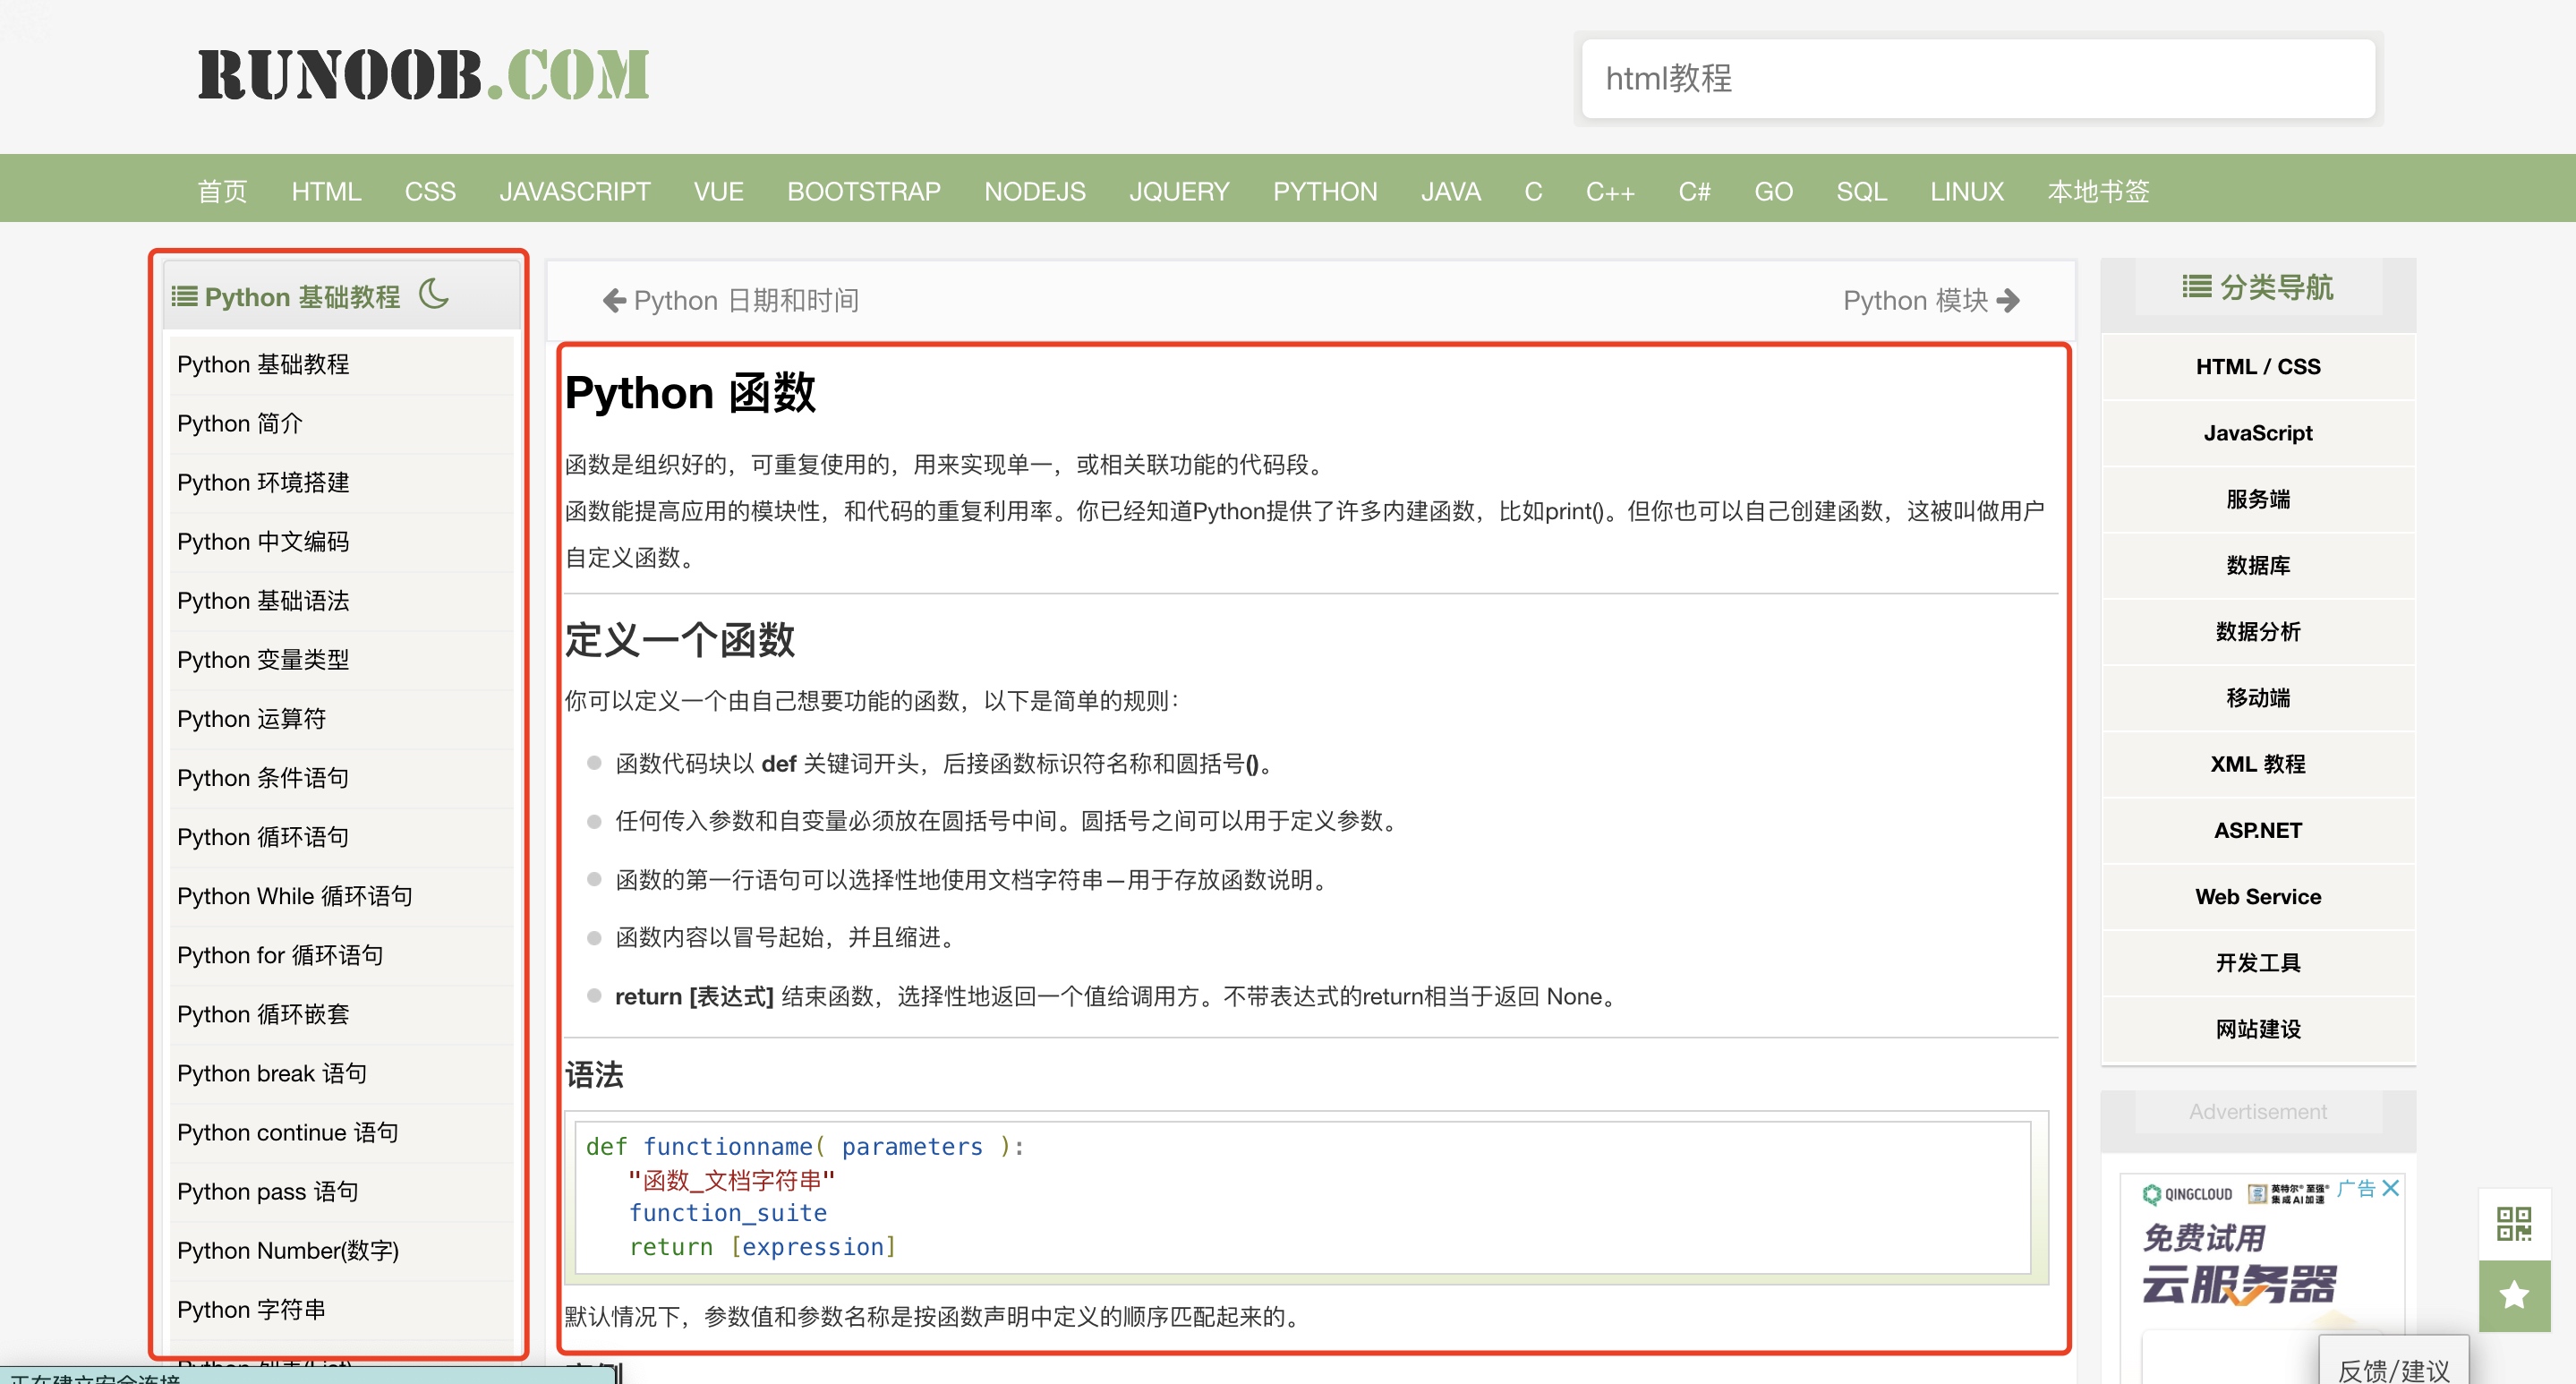 RUNOOB.COM
html教程
首页 HTML CSS JAVASCRIPT VUE BOOTSTRAP NODEJS JQUERY PYTHON JAVA C C++ C# GO SQL LINUX 本地书签
Python 基础教程
Python 基础教程
Python 简介
Python 环境搭建
Python 中文编码
Python 基础语法
Python 变量类型
Python 运算符
Python 条件语句
Python 循环语句
Python While 循环语句
Python for 循环语句
Python 循环嵌套
Python break 语句
Python continue 语句
Python pass 语句
Python Number(数字)
Python 字符串
Python 列表(List)
正在建立安全连接
Python 日期和时间
Python 模块
Python 函数
函数是组织好的，可重复使用的，用来实现单一，或相关联功能的代码段。
函数能提高应用的模块性，和代码的重复利用率。你已经知道Python提供了许多内建函数，比如print()。但你也可以自己创建函数，这被叫做用户
自定义函数。
定义一个函数
你可以定义一个由自己想要功能的函数，以下是简单的规则：
函数代码块以 def 关键词开头，后接函数标识符名称和圆括号()。
任何传入参数和自变量必须放在圆括号中间。圆括号之间可以用于定义参数。
函数的第一行语句可以选择性地使用文档字符串—用于存放函数说明。
函数内容以冒号起始，并且缩进。
return [表达式] 结束函数，选择性地返回一个值给调用方。不带表达式的return相当于返回 None。
语法
def functionname( parameters ):
"函数_文档字符串"
function_suite
return [expression]
默认情况下，参数值和参数名称是按函数声明中定义的顺序匹配起来的。
实例
分类导航
HTML / CSS
JavaScript
服务端
数据库
数据分析
移动端
XML 教程
ASP.NET
Web Service
开发工具
网站建设
Advertisement
QINGCLOUD 英特尔® 至强® 广告
集成AI加速
免费试用
云服务器
反馈/建议